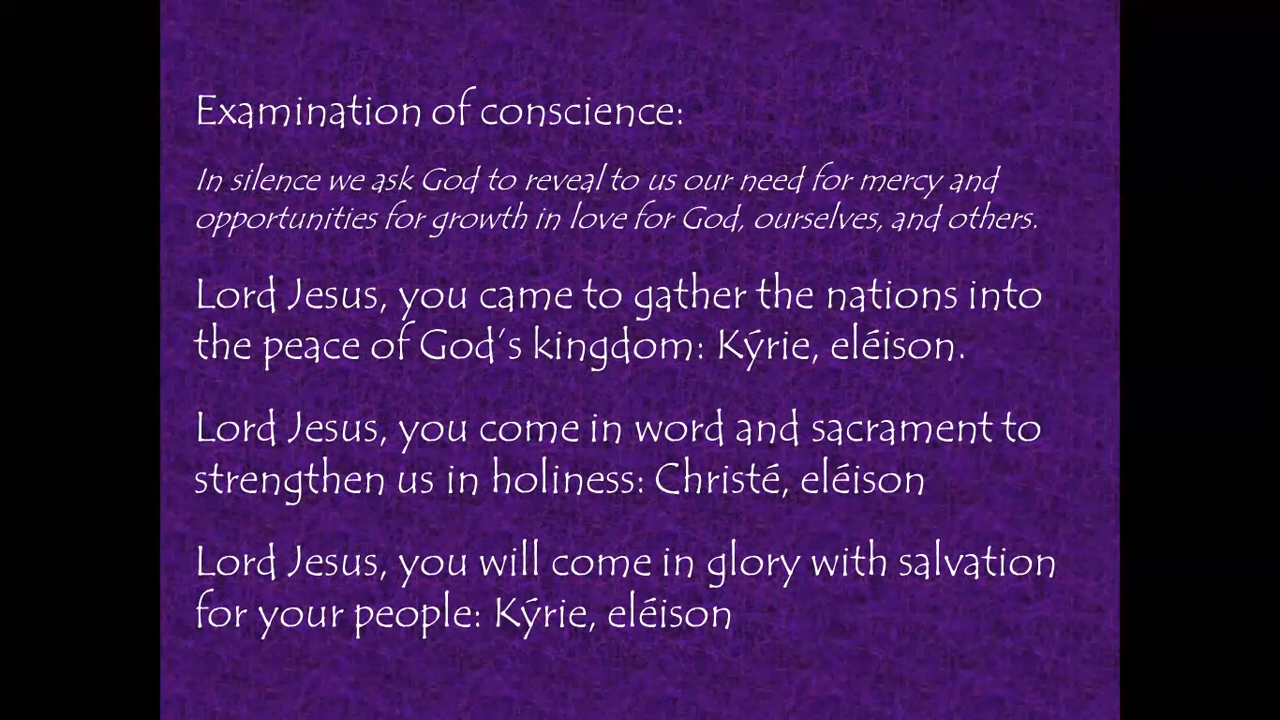 Examination of conscience:
In silence we ask God to reveal to us our need for mercy and
opportunities for growth in love for God, ourselves, and others.
Lord Jesus, you came to gather the nations into
the peace of God's kingdom: Kýrie, eléison.
Lord Jesus, you come in word and sacrament to
strengthen us in holiness: Christé, eléison
Lord Jesus, you will come in glory with salvation
for your people: Kýrie, eléison